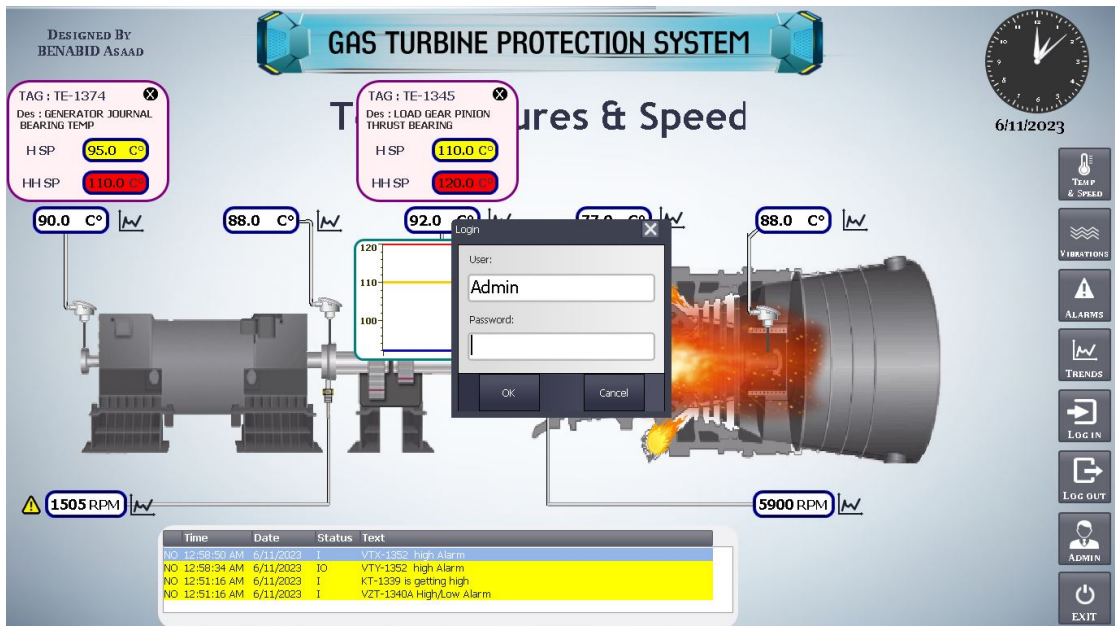 DESIGNED BY
BENABID ASAAD
GAS TURBINE PROTECTION SYSTEM
TAG : TE-1374
Des : GENERATOR JOURNAL
BEARING TEMP
H SP 95.0 C°
HH SP 110.0 C°
TAG : TE-1345
Des : LOAD GEAR PINION
THRUST BEARING
H SP 110.0 C°
HH SP 120.0 C°
& Speed
6/11/2023
90.0 C°
88.0 C°
92.0
88.0 C°
120
110
100
Login
User:
Admin
Password:
OK Cancel
TEMP
& SPEED
VIBRATIONS
ALARMS
TRENDS
LOG IN
LOG OUT
ADMIN
EXIT
1505 RPM
5900 RPM
Time Date Status Text
NO 12:58:50 AM 6/11/2023 I VTX-1352 high Alarm
NO 12:58:34 AM 6/11/2023 IO VTY-1352 high Alarm
NO 12:51:16 AM 6/11/2023 I KT-1339 is getting high
NO 12:51:16 AM 6/11/2023 I VZT-1340A High/Low Alarm